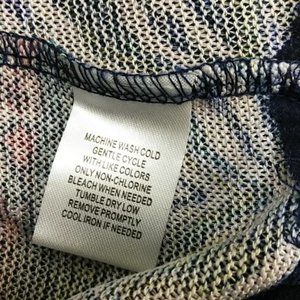 MACHINE WASH COLD
GENTLE CYCLE
WITH LIKE COLORS
ONLY NON-CHLORINE
BLEACH WHEN NEEDED
TUMBLE DRY LOW
REMOVE PROMPTLY
COOL IRON IF NEEDED